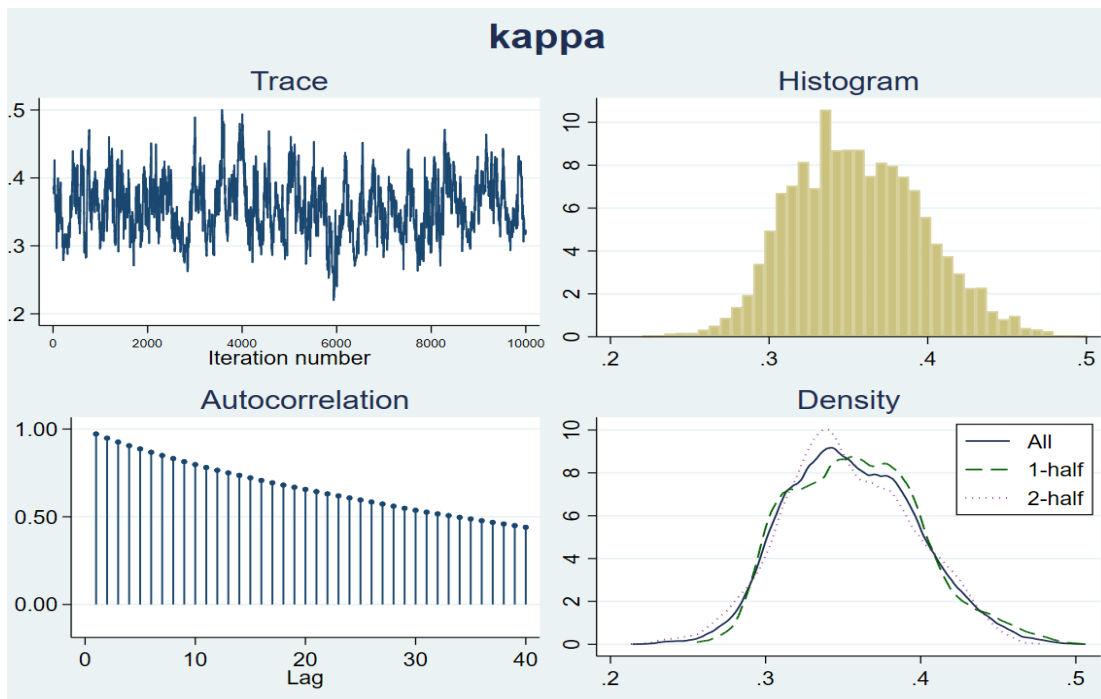 kappa
Trace
.5
.4
.3
.2
0 2000 4000 6000 8000 10000
Iteration number
Histogram
10
8
6
4
2
0
.2 .3 .4 .5
Autocorrelation
1.00
0.50
0.00
0 10 20 30 40
Lag
Density
10
8
6
4
2
0
.2 .3 .4 .5
All
1-half
2-half